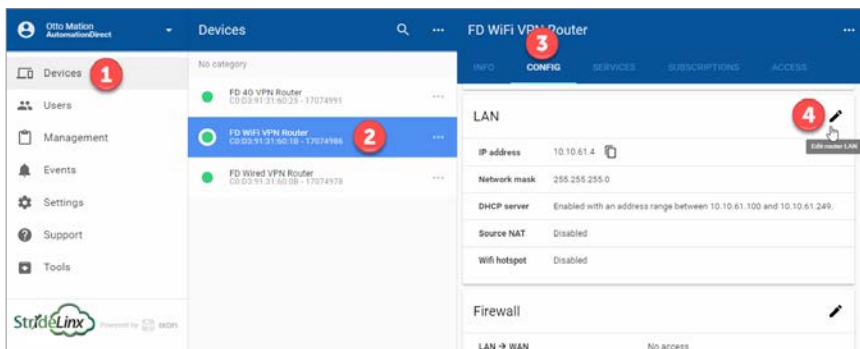 Otto Mation
AutomationDirect
Devices
Users
Management
Events
Settings
Support
Tools
StrideLinx Powered by IXON
1
Devices
No category
FD 4G VPN Router
C0:D3:91:31:60:25 - 17074991
FD WiFi VPN Router
C0:D3:91:31:60:1B - 17074986
2
FD Wired VPN Router
C0:D3:91:31:60:0B - 17074978
FD WiFi VPN Router
3
INFO CONFIG SERVICES SUBSCRIPTIONS ACCESS
LAN
4
Edit router LAN
IP address 10.10.61.4
Network mask 255.255.255.0
DHCP server Enabled with an address range between 10.10.61.100 and 10.10.61.249.
Source NAT Disabled
Wifi hotspot Disabled
Firewall
LAN → WAN No access